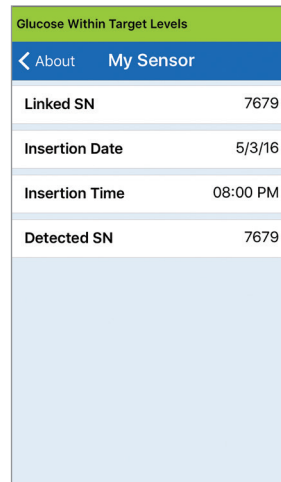 Glucose Within Target Levels
About My Sensor
Linked SN 7679
Insertion Date 5/3/16
Insertion Time 08:00 PM
Detected SN 7679